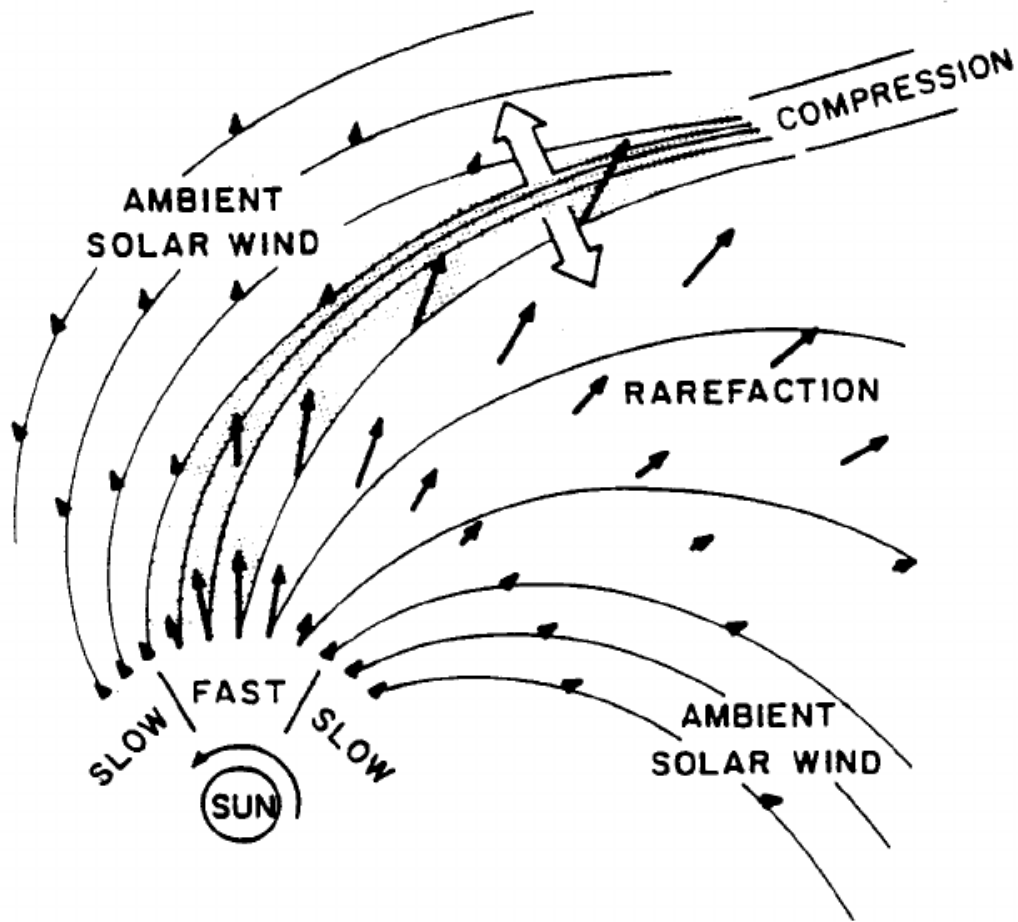 COMPRESSION
AMBIENT
SOLAR WIND
RAREFACTION
FAST
SLOW
SLOW
SUN
AMBIENT
SOLAR WIND